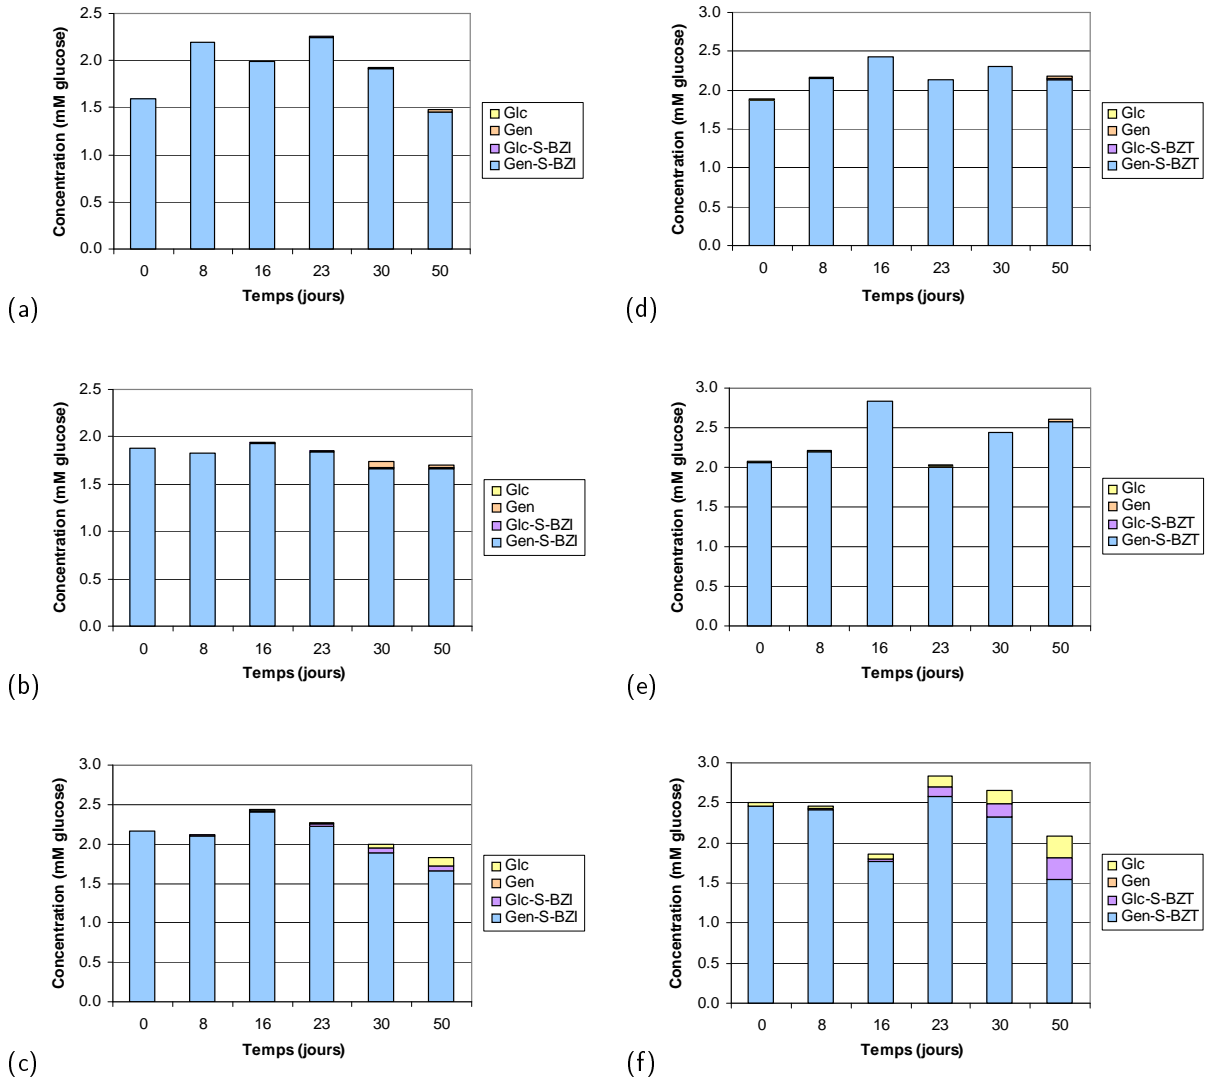 Concentration (mM glucose)
2.5
2.0
1.5
1.0
0.5
0.0
0 8 16 23 30 50
Temps (jours)
Glc
Gen
Glc-S-BZI
Gen-S-BZI
(a)
Concentration (mM glucose)
3.0
2.5
2.0
1.5
1.0
0.5
0.0
0 8 16 23 30 50
Temps (jours)
Glc
Gen
Glc-S-BZT
Gen-S-BZT
(d)
Concentration (mM glucose)
2.5
2.0
1.5
1.0
0.5
0.0
0 8 16 23 30 50
Temps (jours)
Glc
Gen
Glc-S-BZI
Gen-S-BZI
(b)
Concentration (mM glucose)
3.0
2.5
2.0
1.5
1.0
0.5
0.0
0 8 16 23 30 50
Temps (jours)
Glc
Gen
Glc-S-BZT
Gen-S-BZT
(e)
Concentration (mM glucose)
3.0
2.5
2.0
1.5
1.0
0.5
0.0
0 8 16 23 30 50
Temps (jours)
Glc
Gen
Glc-S-BZI
Gen-S-BZI
(c)
Concentration (mM glucose)
3.0
2.5
2.0
1.5
1.0
0.5
0.0
0 8 16 23 30 50
Temps (jours)
Glc
Gen
Glc-S-BZT
Gen-S-BZT
(f)